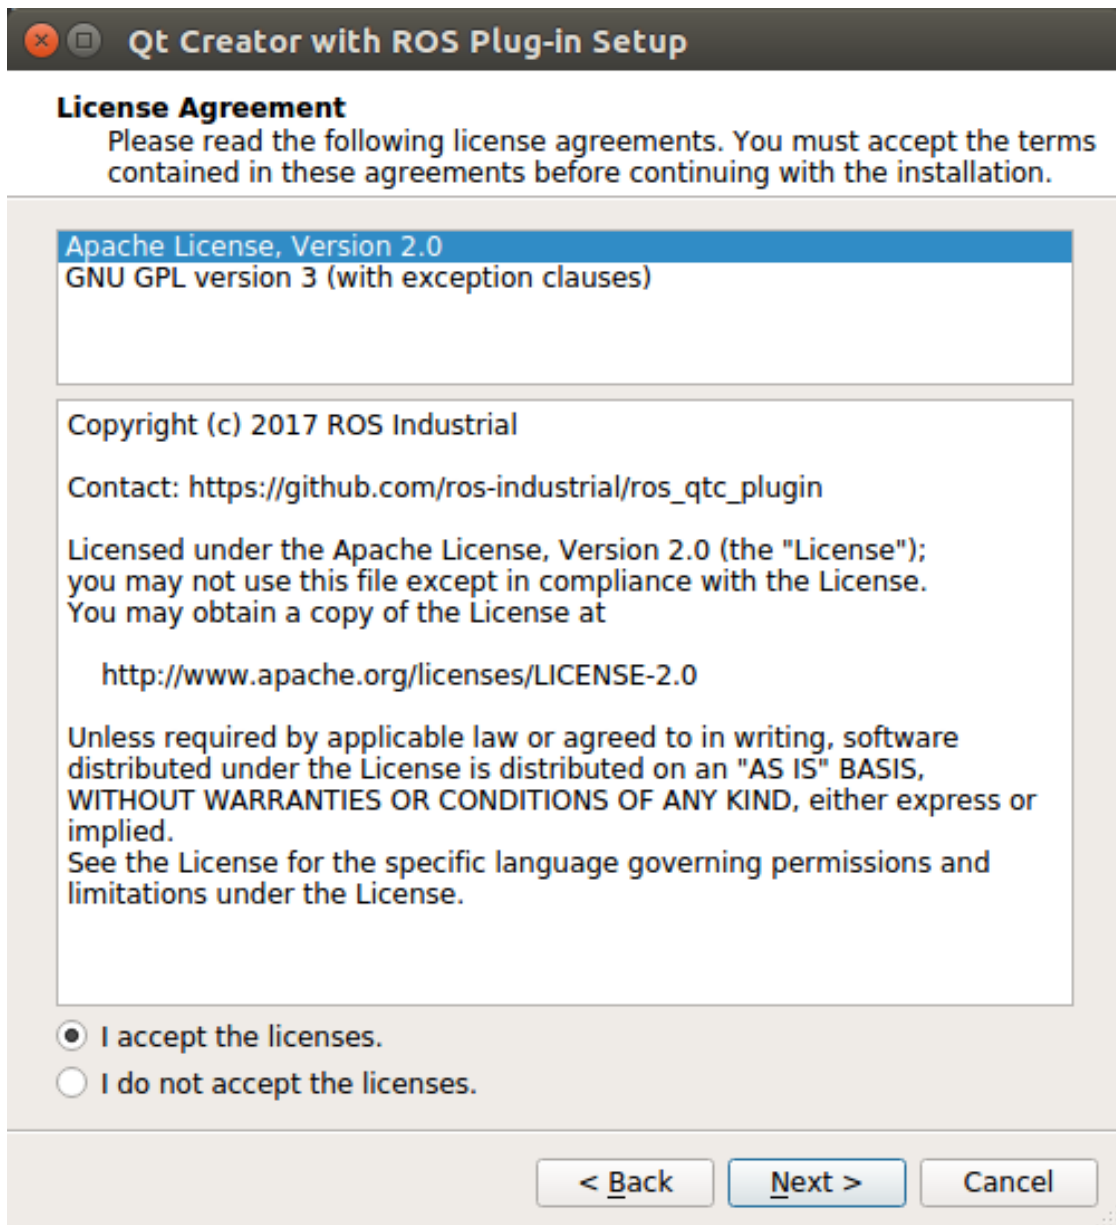 Qt Creator with ROS Plug-in Setup
License Agreement
Please read the following license agreements. You must accept the terms
contained in these agreements before continuing with the installation.
Apache License, Version 2.0
GNU GPL version 3 (with exception clauses)
Copyright (c) 2017 ROS Industrial
Contact: https://github.com/ros-industrial/ros_qtc_plugin
Licensed under the Apache License, Version 2.0 (the "License");
you may not use this file except in compliance with the License.
You may obtain a copy of the License at
http://www.apache.org/licenses/LICENSE-2.0
Unless required by applicable law or agreed to in writing, software
distributed under the License is distributed on an "AS IS" BASIS,
WITHOUT WARRANTIES OR CONDITIONS OF ANY KIND, either express or
implied.
See the License for the specific language governing permissions and
limitations under the License.
I accept the licenses.
I do not accept the licenses.
< Back Next > Cancel